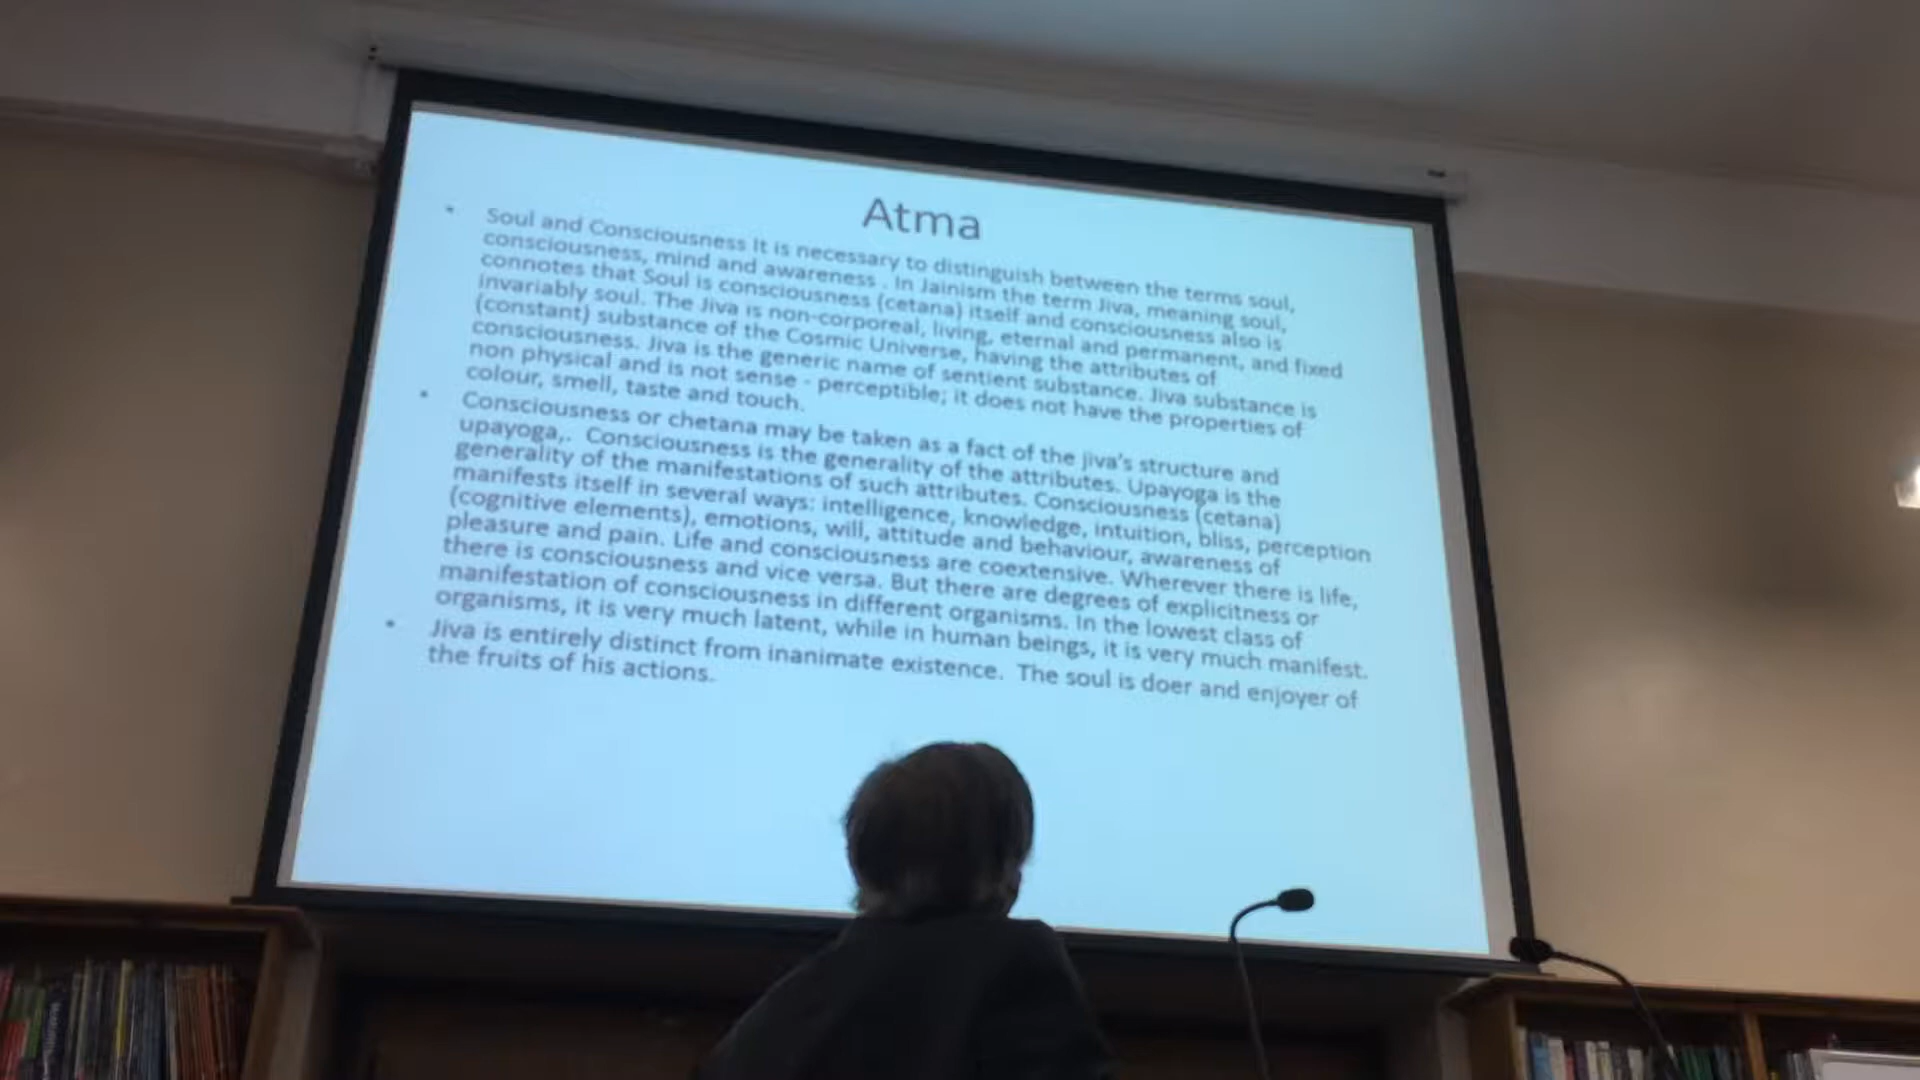 Atma
• Soul and Consciousness It is necessary to distinguish between the terms soul,
consciousness, mind and awareness . In Jainism the term Jiva, meaning soul,
connotes that Soul is consciousness (cetana) itself and consciousness also is
invariably soul. The Jiva is non-corporeal, living, eternal and permanent, and fixed
(constant) substance of the Cosmic Universe, having the attributes of
consciousness. Jiva is the generic name of sentient substance. Jiva substance is
non physical and is not sense - perceptible; it does not have the properties of
colour, smell, taste and touch.
• Consciousness or chetana may be taken as a fact of the jiva's structure and
upayoga,. Consciousness is the generality of the attributes. Upayoga is the
generality of the manifestations of such attributes. Consciousness (cetana)
manifests itself in several ways: intelligence, knowledge, intuition, bliss, perception
(cognitive elements), emotions, will, attitude and behaviour, awareness of
pleasure and pain. Life and consciousness are coextensive. Wherever there is life,
there is consciousness and vice versa. But there are degrees of explicitness or
manifestation of consciousness in different organisms. In the lowest class of
organisms, it is very much latent, while in human beings, it is very much manifest.
• Jiva is entirely distinct from inanimate existence. The soul is doer and enjoyer of
the fruits of his actions.